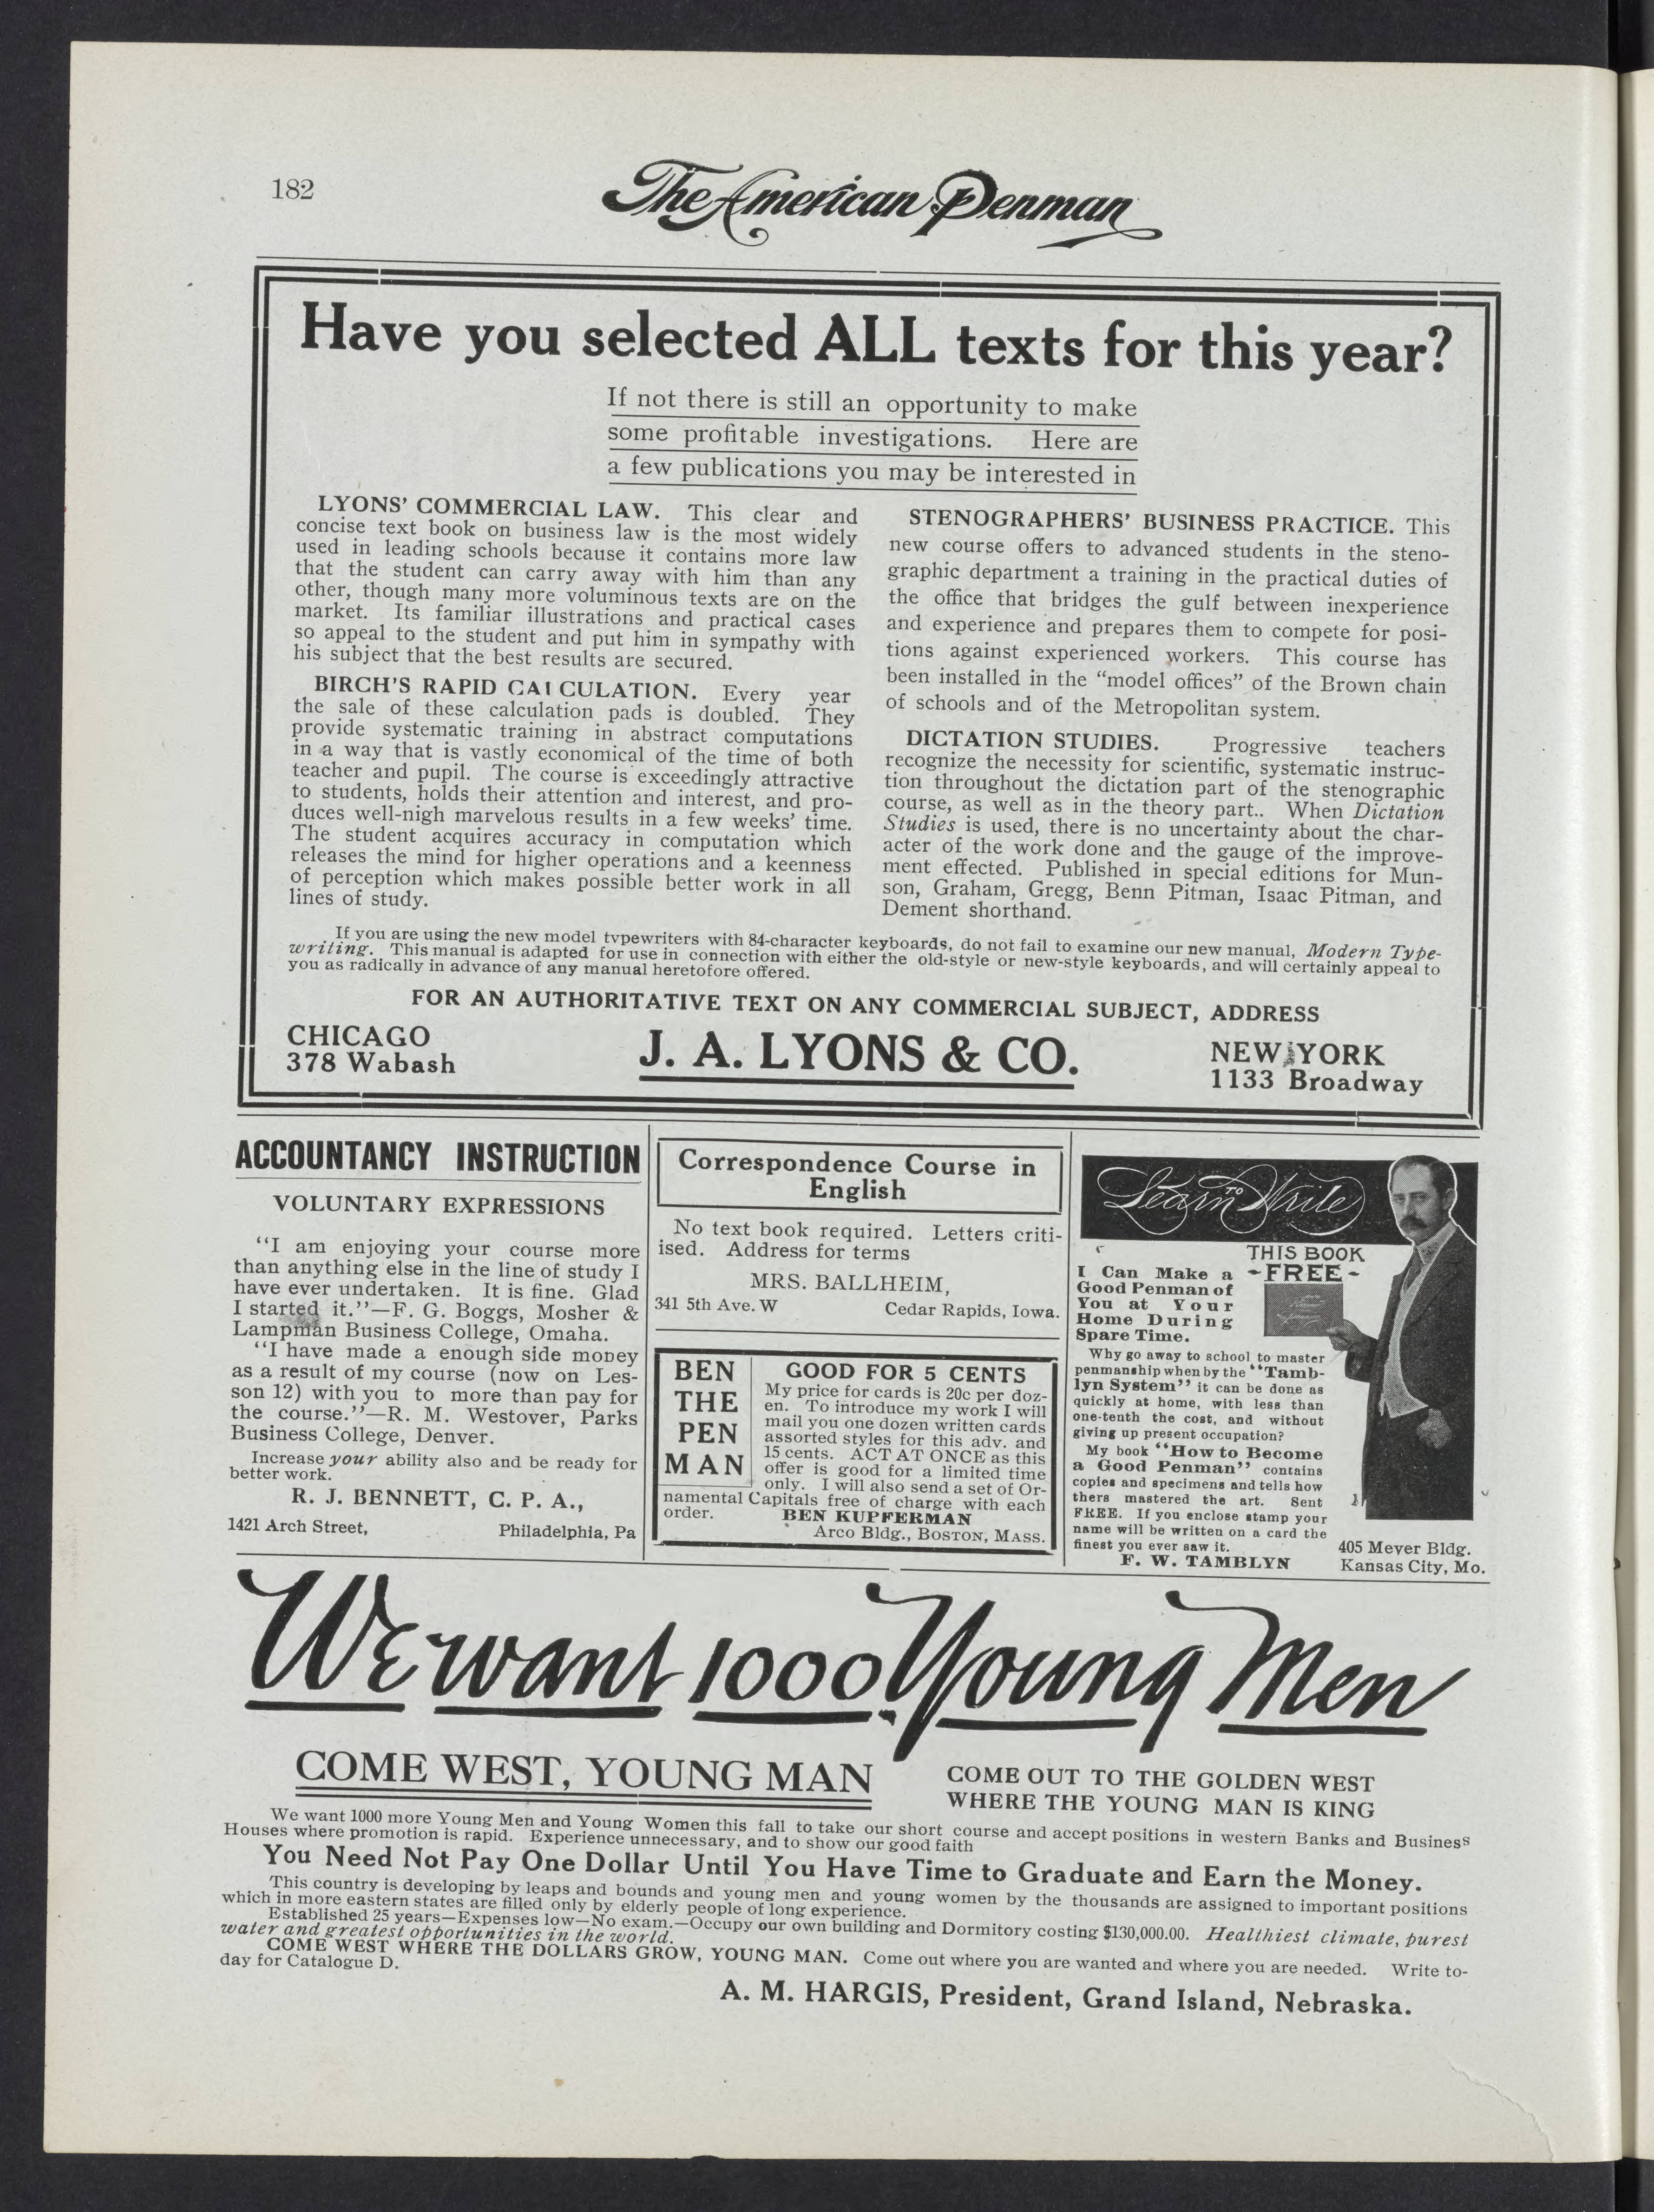 182
The American Penman
Have you selected ALL texts for this year?
If not there is still an opportunity to make
some profitable investigations. Here are
a few publications you may be interested in
LYONS' COMMERCIAL LAW. This clear and
concise text book on business law is the most widely
used in leading schools because it contains more law
that the student can carry away with him than any
other, though many more voluminous texts are on the
market. Its familiar illustrations and practical cases
so appeal to the student and put him in sympathy with
his subject that the best results are secured.
BIRCH'S RAPID CALCULATION. Every year
the sale of these calculation pads is doubled. They
provide systematic training in abstract computations
in a way that is vastly economical of the time of both
teacher and pupil. The course is exceedingly attractive
to students, holds their attention and interest, and pro-
duces well-nigh marvelous results in a few weeks' time.
The student acquires accuracy in computation which
releases the mind for higher operations and a keenness
of perception which makes possible better work in all
lines of study.
STENOGRAPHERS' BUSINESS PRACTICE. This
new course offers to advanced students in the steno-
graphic department a training in the practical duties of
the office that bridges the gulf between inexperience
and experience and prepares them to compete for posi-
tions against experienced workers. This course has
been installed in the "model offices" of the Brown chain
of schools and of the Metropolitan system.
DICTATION STUDIES. Progressive teachers
recognize the necessity for scientific, systematic instruc-
tion throughout the dictation part of the stenographic
course, as well as in the theory part.. When Dictation
Studies is used, there is no uncertainty about the char-
acter of the work done and the gauge of the improve-
ment effected. Published in special editions for Mun-
son, Graham, Gregg, Benn Pitman, Isaac Pitman, and
Dement shorthand.
If you are using the new model typewriters with 84-character keyboards, do not fail to examine our new manual, Modern Type-
writing. This manual is adapted for use in connection with either the old-style or new-style keyboards, and will certainly appeal to
you as radically in advance of any manual heretofore offered.
FOR AN AUTHORITATIVE TEXT ON ANY COMMERCIAL SUBJECT, ADDRESS
CHICAGO
378 Wabash
J. A. LYONS & CO.
NEW YORK
1133 Broadway
ACCOUNTANCY INSTRUCTION
VOLUNTARY EXPRESSIONS
"I am enjoying your course more
than anything else in the line of study I
have ever undertaken. It is fine. Glad
I started it."—F. G. Boggs, Mosher &
Lampman Business College, Omaha.
"I have made a enough side money
as a result of my course (now on Les-
son 12) with you to more than pay for
the course."—R. M. Westover, Parks
Business College, Denver.
Increase your ability also and be ready for
better work.
R. J. BENNETT, C. P. A.,
1421 Arch Street, Philadelphia, Pa
Correspondence Course in
English
No text book required. Letters criti-
ised. Address for terms
MRS. BALLHEIM,
341 5th Ave. W Cedar Rapids, Iowa.
BEN
THE
PEN
MAN
GOOD FOR 5 CENTS
My price for cards is 20c per doz-
en. To introduce my work I will
mail you one dozen written cards
assorted styles for this adv. and
15 cents. ACT AT ONCE as this
offer is good for a limited time
only. I will also send a set of Or-
namental Capitals free of charge with each
order. BEN KUPFERMAN
Arco Bldg., BOSTON, MASS.
Learn to Write
THIS BOOK
-FREE-
I Can Make a
Good Penman of
You at Your
Home During
Spare Time.
Why go away to school to master
penmanship when by the "Tamb-
lyn System" it can be done as
quickly at home, with less than
one-tenth the cost, and without
giving up present occupation?
My book "How to Become
a Good Penman" contains
copies and specimens and tells how
thers mastered the art. Sent
FREE. If you enclose stamp your
name will be written on a card the
finest you ever saw it.
F. W. TAMBLYN
405 Meyer Bldg.
Kansas City, Mo.
We want 1000 Young Men
COME WEST, YOUNG MAN
COME OUT TO THE GOLDEN WEST
WHERE THE YOUNG MAN IS KING
We want 1000 more Young Men and Young Women this fall to take our short course and accept positions in western Banks and Business
Houses where promotion is rapid. Experience unnecessary, and to show our good faith
You Need Not Pay One Dollar Until You Have Time to Graduate and Earn the Money.
This country is developing by leaps and bounds and young men and young women by the thousands are assigned to important positions
which in more eastern states are filled only by elderly people of long experience.
Established 25 years—Expenses low—No exam.—Occupy our own building and Dormitory costing $130,000.00. Healthiest climate, purest
water and greatest opportunities in the world.
COME WEST WHERE THE DOLLARS GROW, YOUNG MAN. Come out where you are wanted and where you are needed. Write to-
day for Catalogue D.
A. M. HARGIS, President, Grand Island, Nebraska.